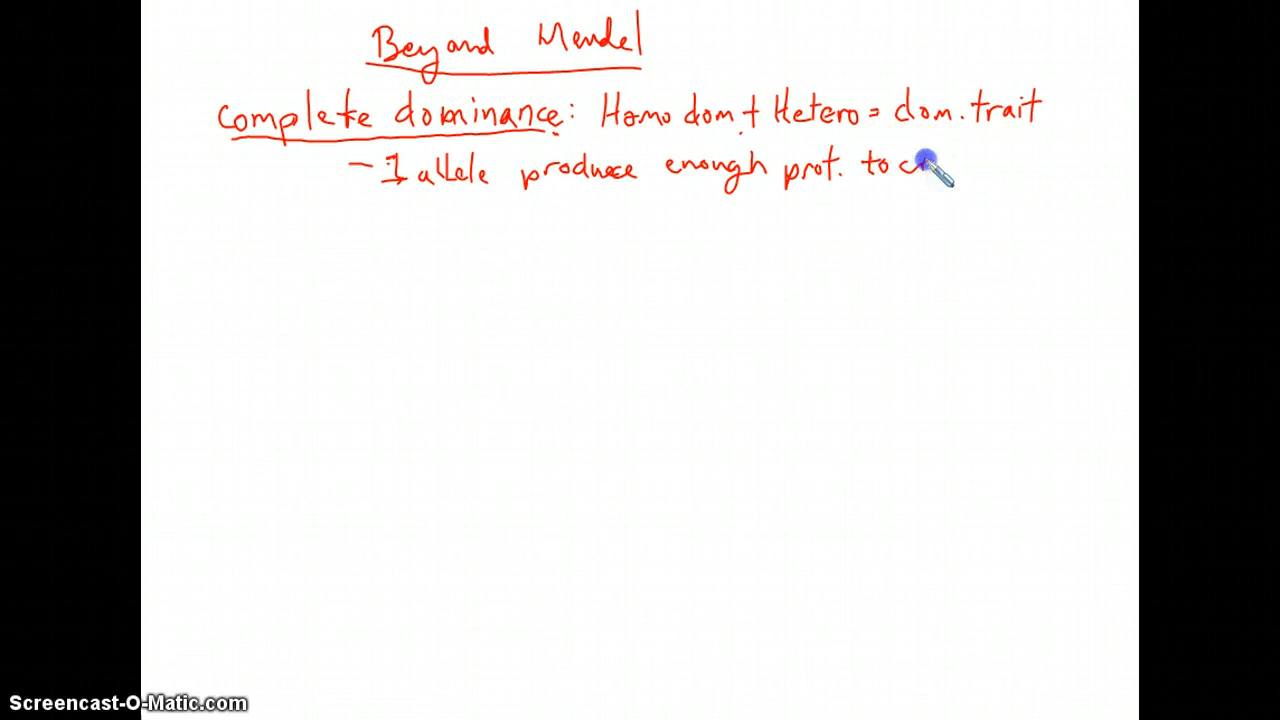 Beyond Mendel
Complete dominance: Homo dom + Hetero = dom. trait
- 1 allele produce enough prot. to c
Screencast-O-Matic.com